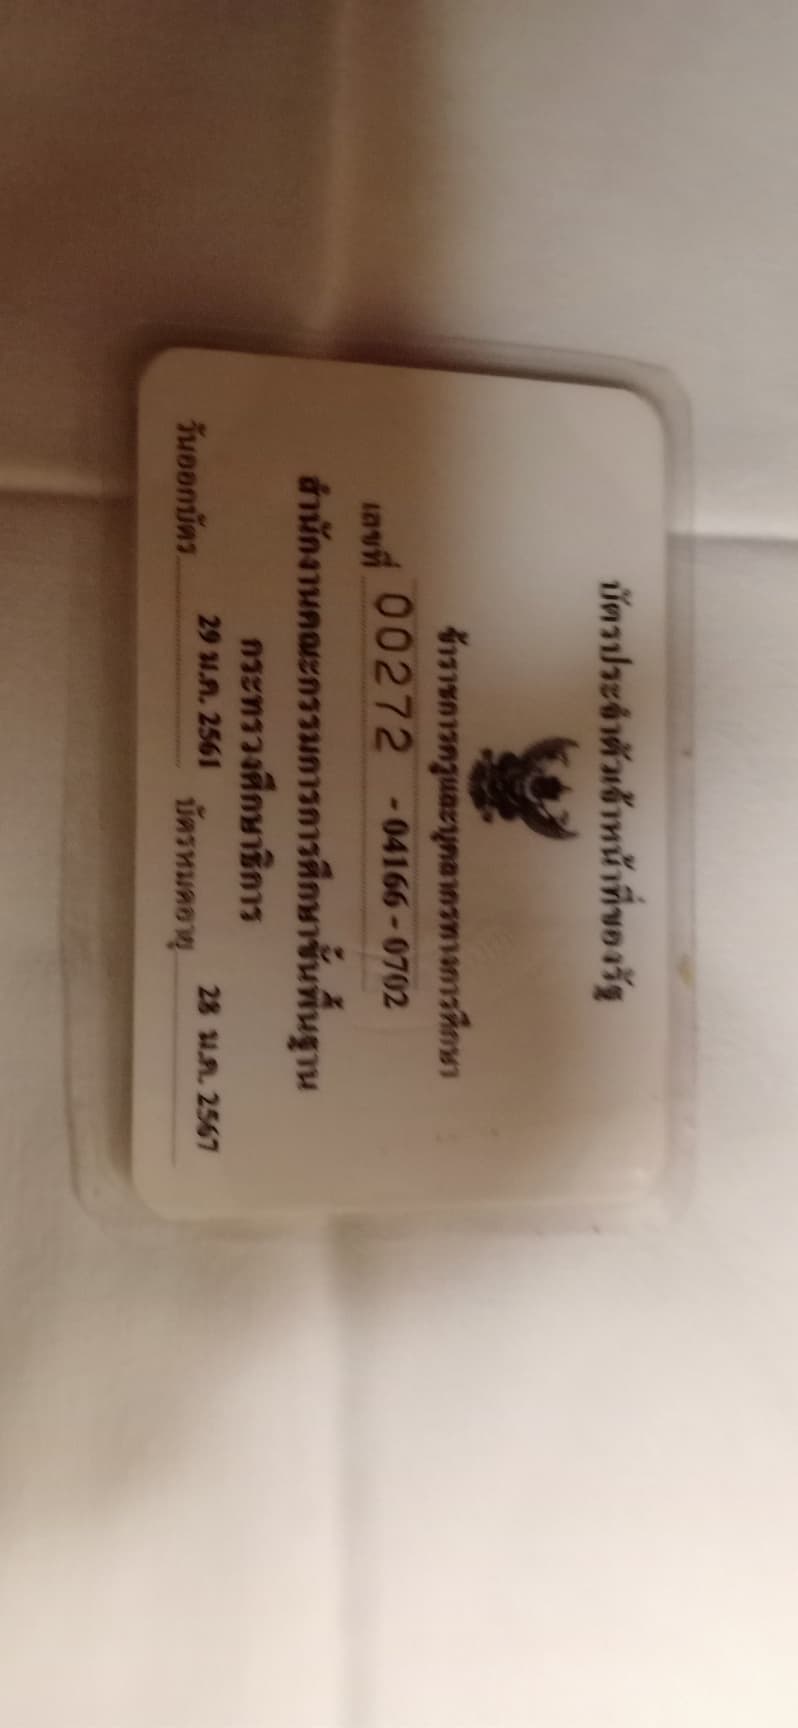 บัตรประจำตัวเจ้าหน้าที่ของรัฐ
ข้าราชการครูและบุคลากรทางการศึกษา
เลขที่ 00272 - 04166 - 0702
สำนักงานคณะกรรมการการศึกษาขั้นพื้นฐาน
กระทรวงศึกษาธิการ
วันออกบัตร 29 ม.ค. 2561 บัตรหมดอายุ 28 ม.ค. 2567